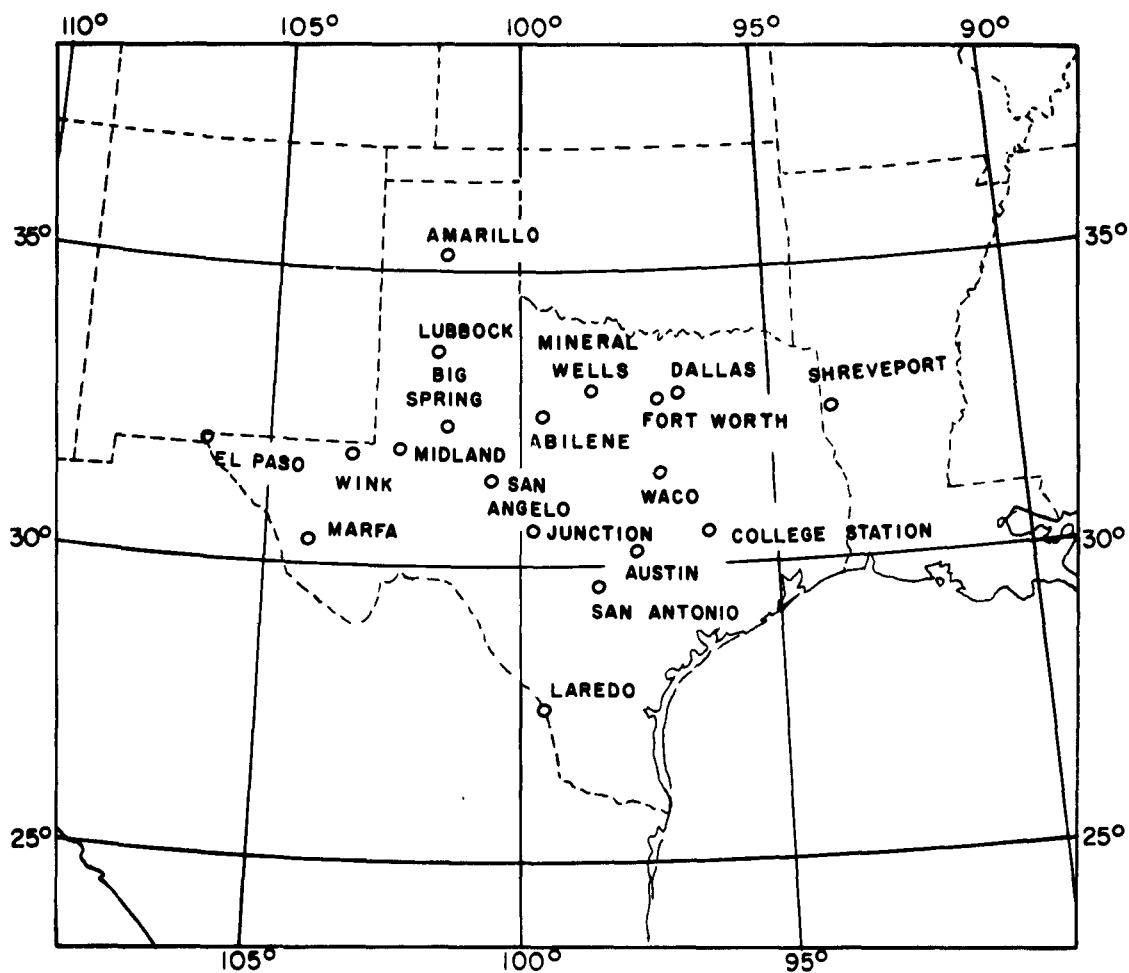 110° 105° 100° 95° 90°
35° 35°
AMARILLO
LUBBOCK
MINERAL
WELLS
BIG
SPRING
DALLAS
SHREVEPORT
FORT WORTH
ABILENE
MIDLAND
EL PASO
WINK
SAN
ANGELO
WACO
MARFA
JUNCTION
COLLEGE STATION
30° 30°
AUSTIN
SAN ANTONIO
LAREDO
25° 25°
105° 100° 95°